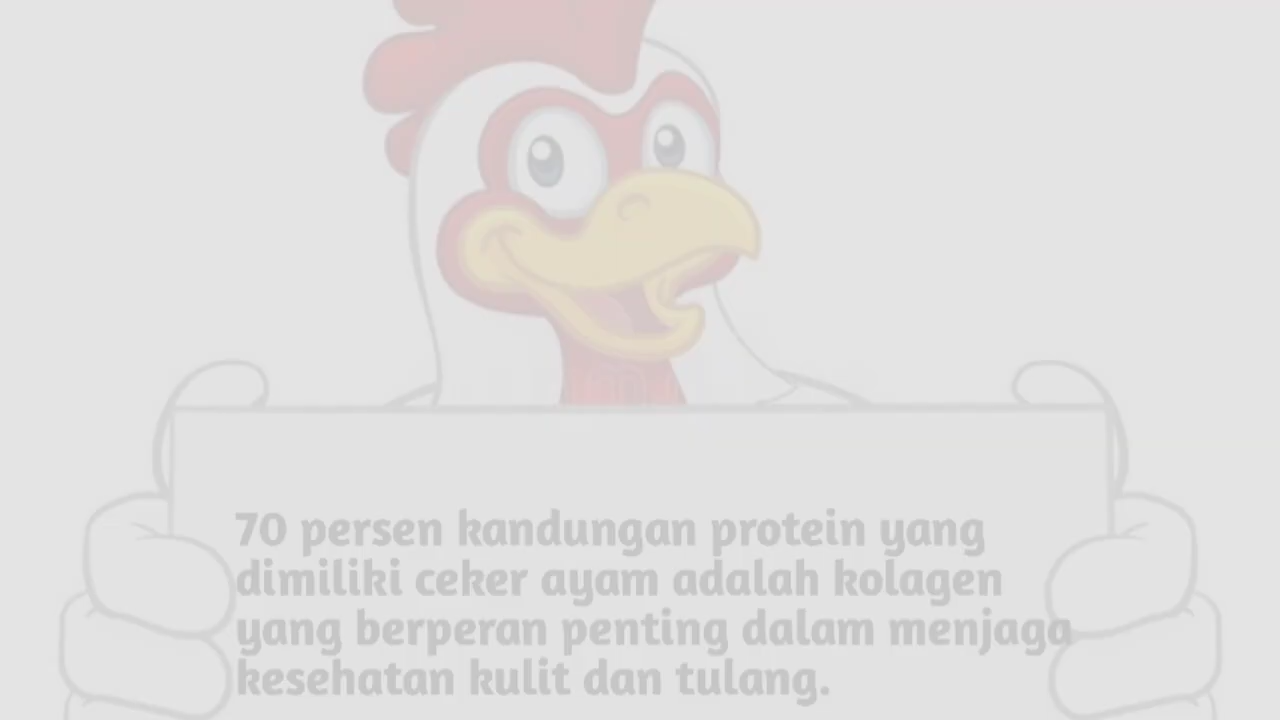 70 persen kandungan protein yang
dimiliki ceker ayam adalah kolagen
yang berperan penting dalam menjaga
kesehatan kulit dan tulang.